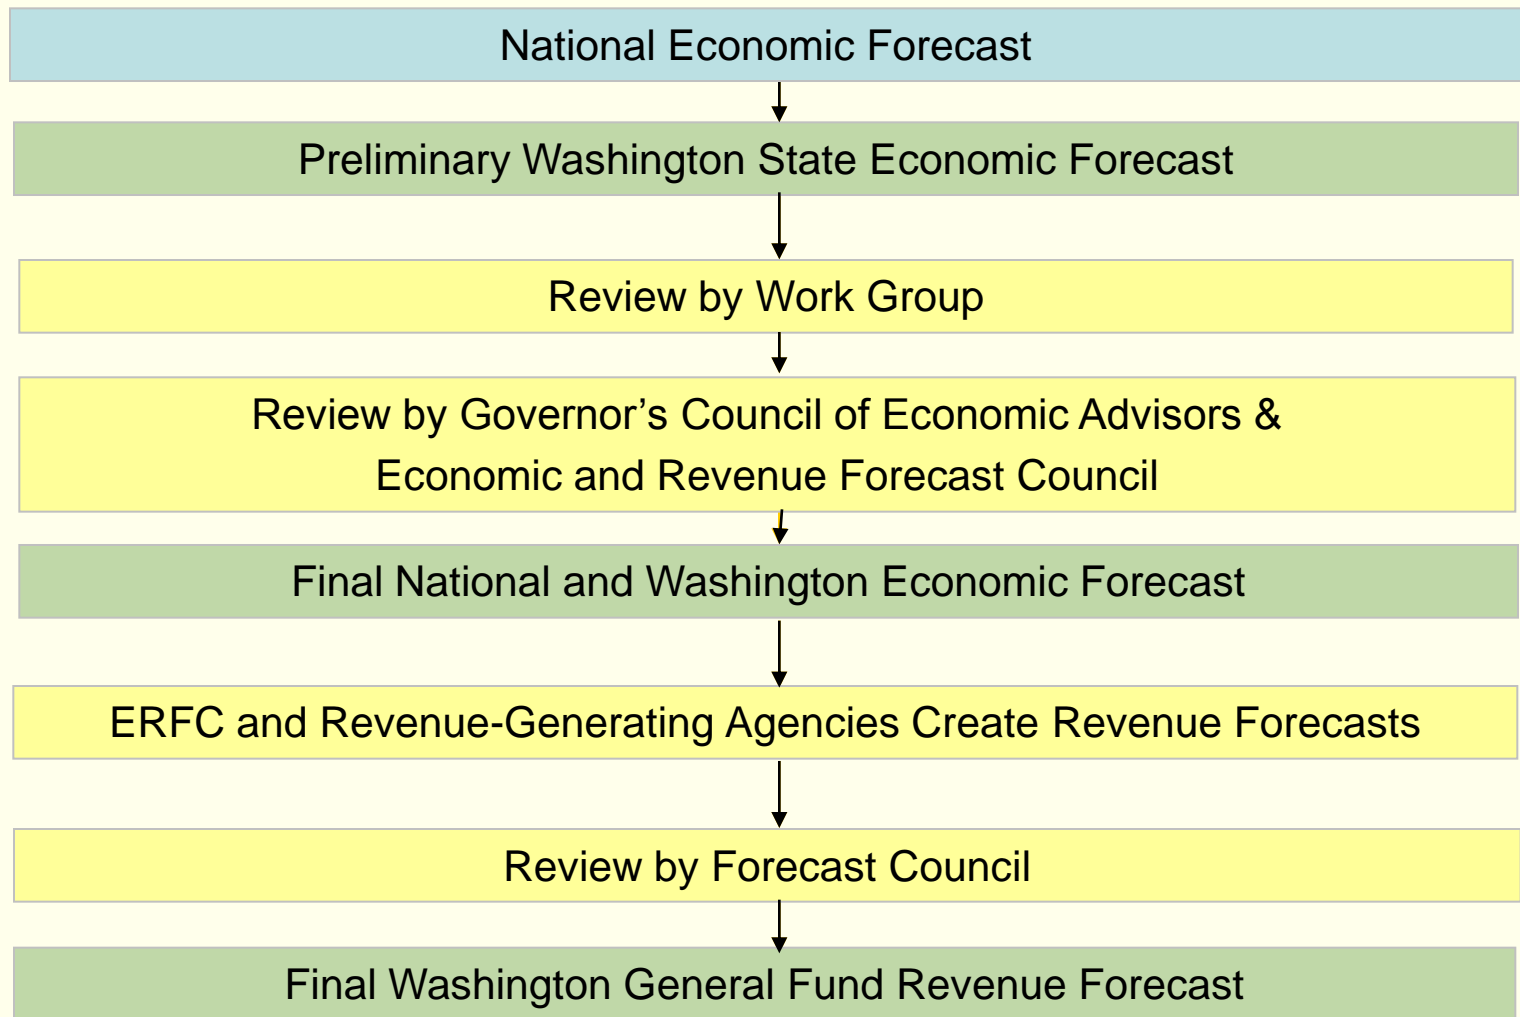 National Economic Forecast
Preliminary Washington State Economic Forecast
Review by Work Group
Review by Governor’s Council of Economic Advisors &
Economic and Revenue Forecast Council
Final National and Washington Economic Forecast
ERFC and Revenue-Generating Agencies Create Revenue Forecasts
Review by Forecast Council
Final Washington General Fund Revenue Forecast